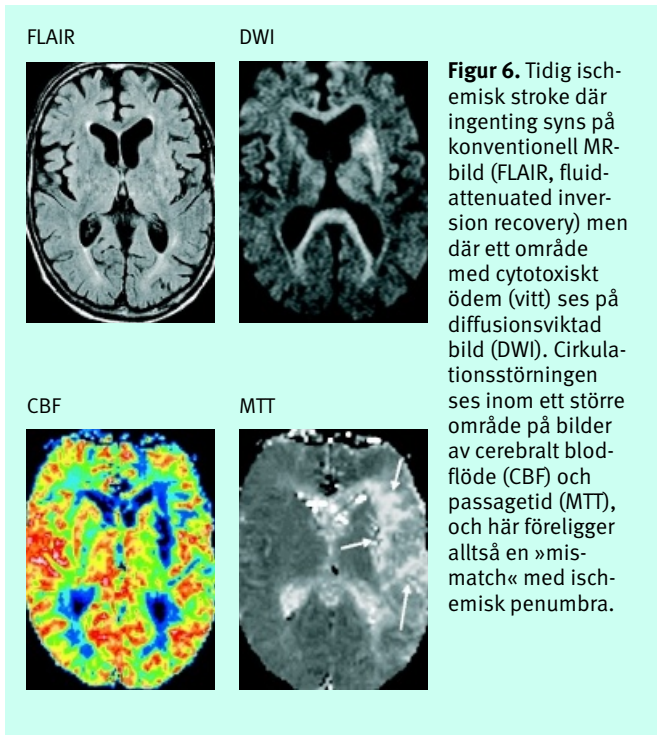 FLAIR
DWI
CBF
MTT
Figur 6. Tidig isch-
emisk stroke där
ingenting syns på
konventionell MR-
bild (FLAIR, fluid-
attenuated inver-
sion recovery) men
där ett område
med cytotoxiskt
ödem (vitt) ses på
diffusionsviktad
bild (DWI). Cirkula-
tionsstörningen
ses inom ett större
område på bilder
av cerebralt blod-
flöde (CBF) och
passagetid (MTT),
och här föreligger
alltså en »mis-
match« med isch-
emisk penumbra.